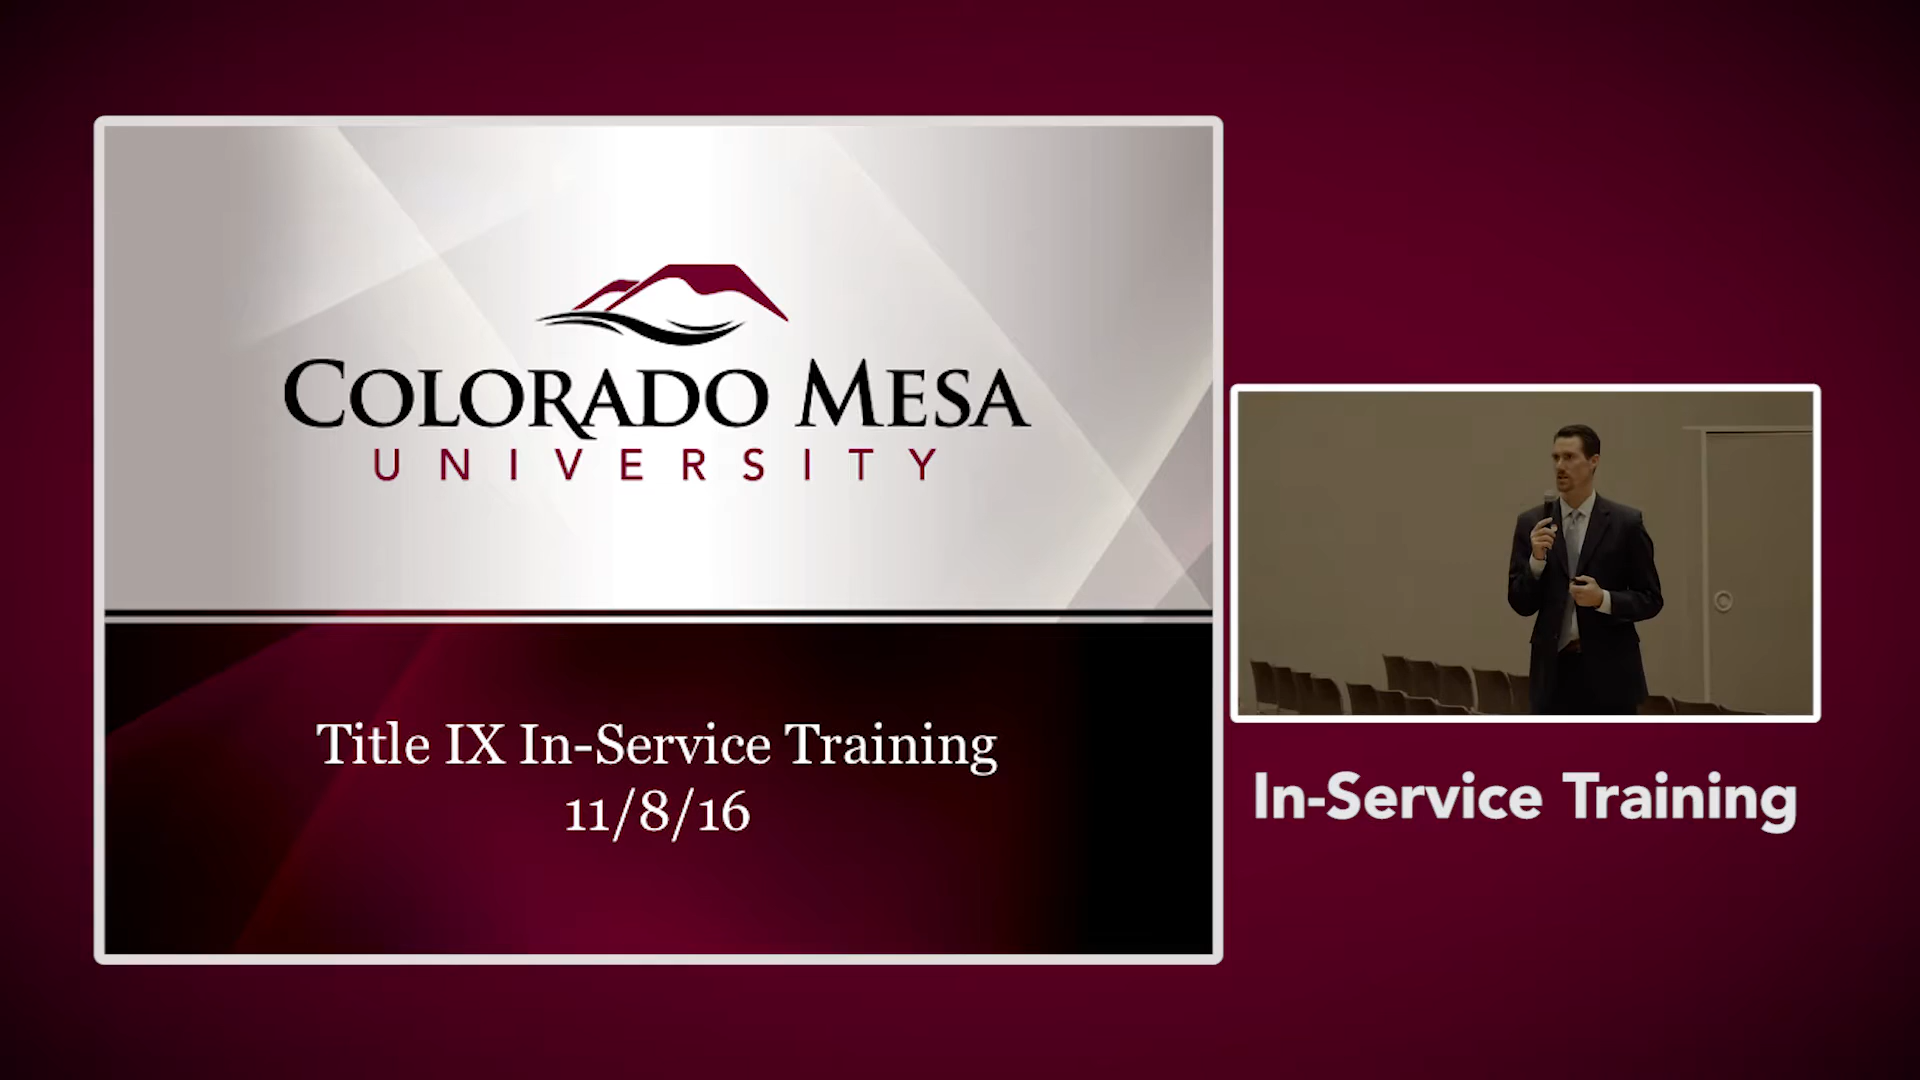 COLORADO MESA
UNIVERSITY
Title IX In-Service Training
11/8/16
In-Service Training